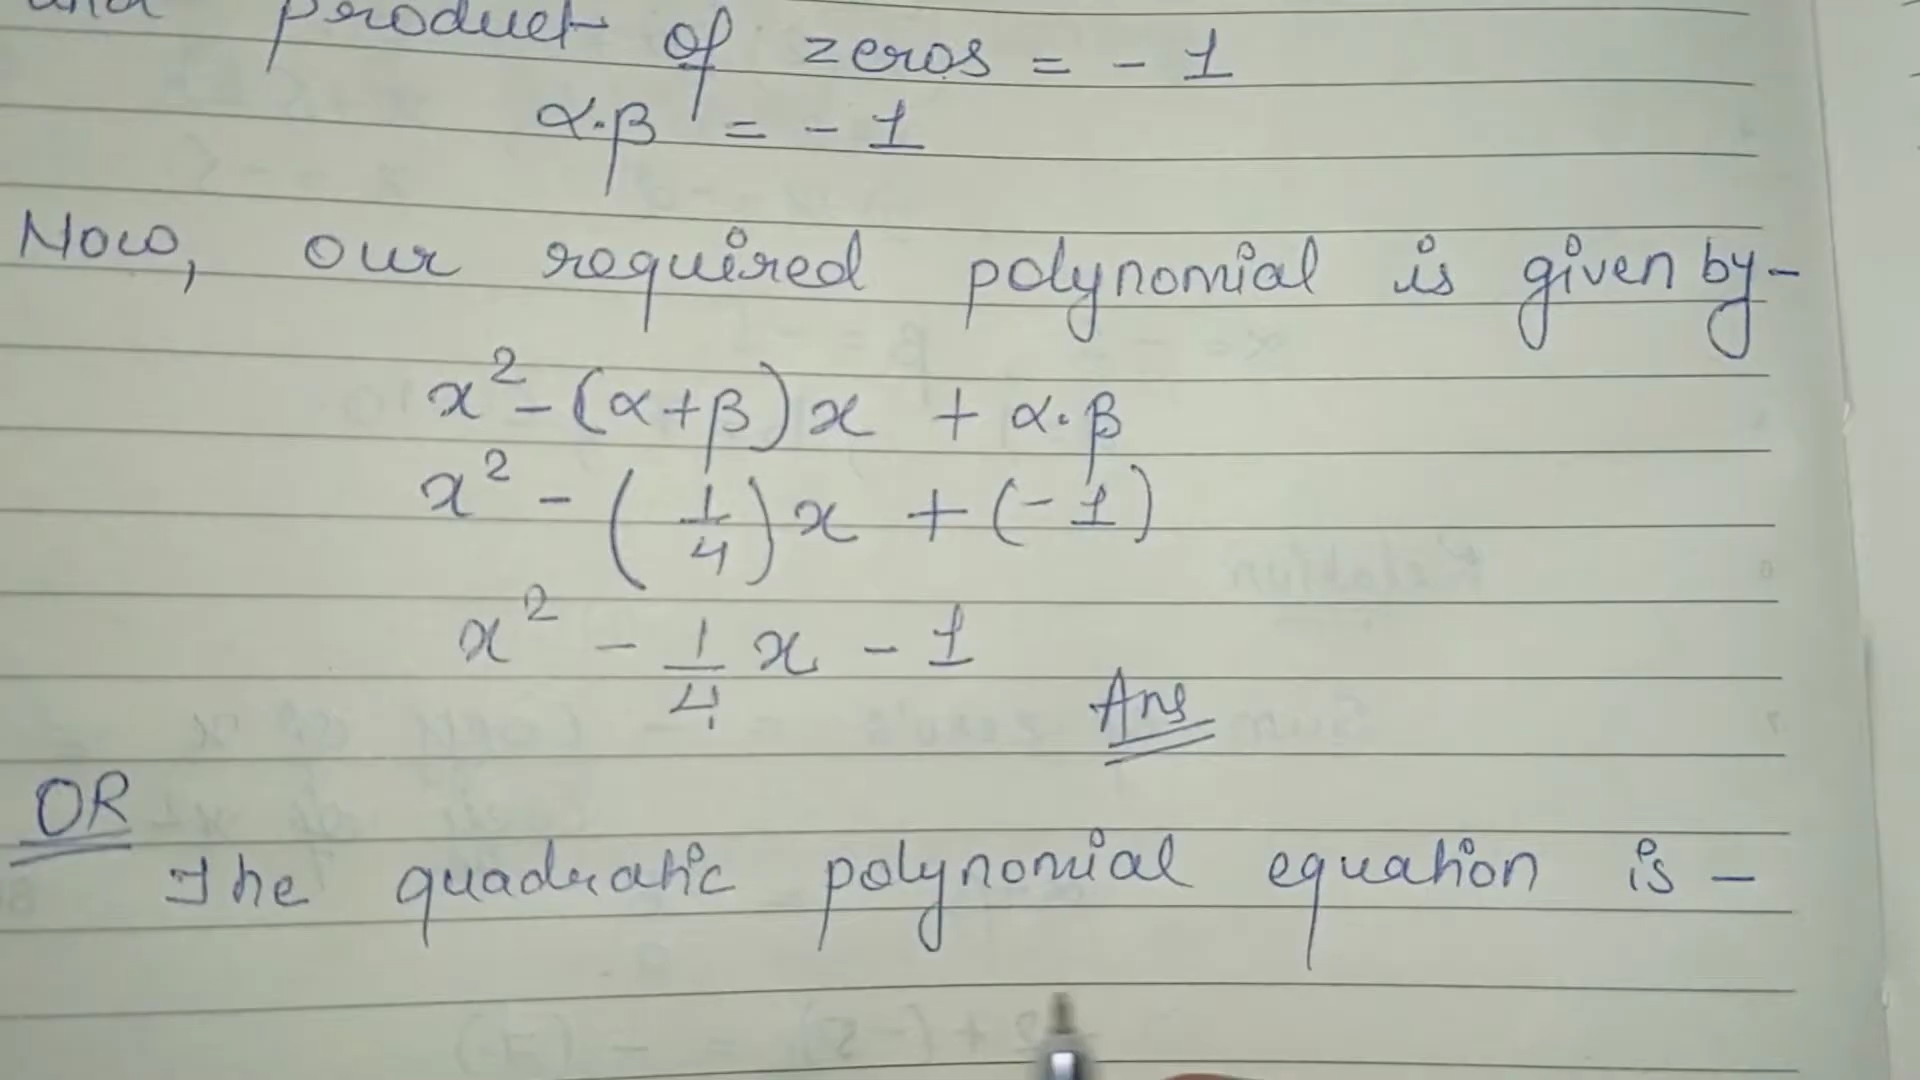 and product of zeros = - 1
α.β = - 1
Now, our required polynomial is given by-
x² - (α+β)x + α.β
x² - (1/4)x + (-1)
x² - 1/4 x - 1
Ans
OR
The quadratic polynomial equation is -